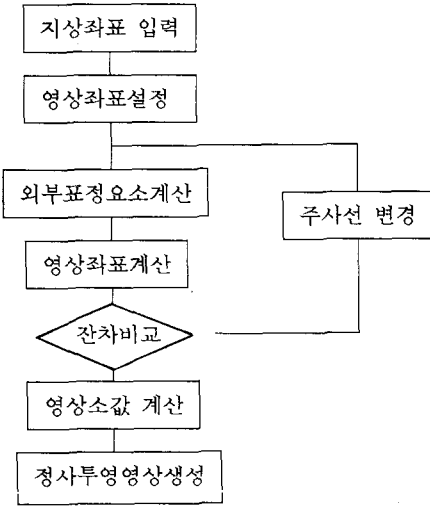 지상좌표 입력
영상좌표설정
외부표정요소계산
주사선 변경
영상좌표계산
잔차비교
영상소값 계산
정사투영영상생성